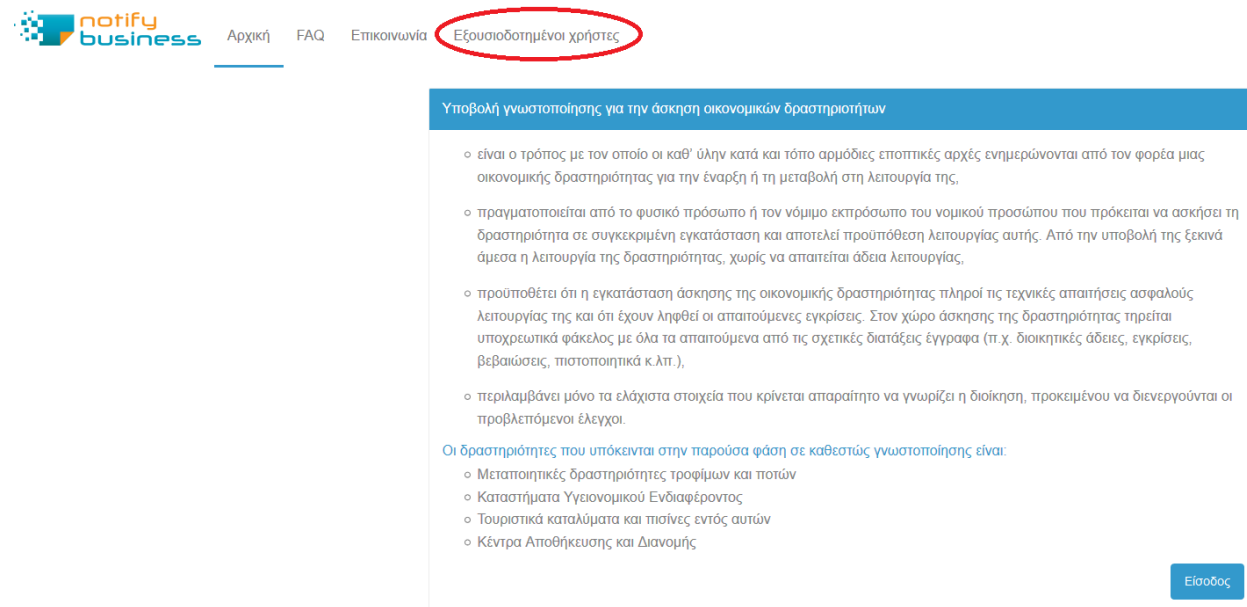 notify
business
Αρχική FAQ Επικοινωνία Εξουσιοδοτημένοι χρήστες
Υποβολή γνωστοποίησης για την άσκηση οικονομικών δραστηριοτήτων
είναι ο τρόπος με τον οποίο οι καθ' ύλην κατά και τόπο αρμόδιες εποπτικές αρχές ενημερώνονται από τον φορέα μιας
οικονομικής δραστηριότητας για την έναρξη ή τη μεταβολή στη λειτουργία της,
πραγματοποιείται από το φυσικό πρόσωπο ή τον νόμιμο εκπρόσωπο του νομικού προσώπου που πρόκειται να ασκήσει τη
δραστηριότητα σε συγκεκριμένη εγκατάσταση και αποτελεί προϋπόθεση λειτουργίας αυτής. Από την υποβολή της ξεκινά
άμεσα η λειτουργία της δραστηριότητας, χωρίς να απαιτείται άδεια λειτουργίας,
προϋποθέτει ότι η εγκατάσταση άσκησης της οικονομικής δραστηριότητας πληροί τις τεχνικές απαιτήσεις ασφαλούς
λειτουργίας της και ότι έχουν ληφθεί οι απαιτούμενες εγκρίσεις. Στον χώρο άσκησης της δραστηριότητας τηρείται
υποχρεωτικά φάκελος με όλα τα απαιτούμενα από τις σχετικές διατάξεις έγγραφα (π.χ. διοικητικές άδειες, εγκρίσεις,
βεβαιώσεις, πιστοποιητικά κ.λπ.),
περιλαμβάνει μόνο τα ελάχιστα στοιχεία που κρίνεται απαραίτητο να γνωρίζει η διοίκηση, προκειμένου να διενεργούνται οι
προβλεπόμενοι έλεγχοι.
Οι δραστηριότητες που υπόκεινται στην παρούσα φάση σε καθεστώς γνωστοποίησης είναι:
Μεταποιητικές δραστηριότητες τροφίμων και ποτών
Καταστήματα Υγειονομικού Ενδιαφέροντος
Τουριστικά καταλύματα και πισίνες εντός αυτών
Κέντρα Αποθήκευσης και Διανομής
Είσοδος